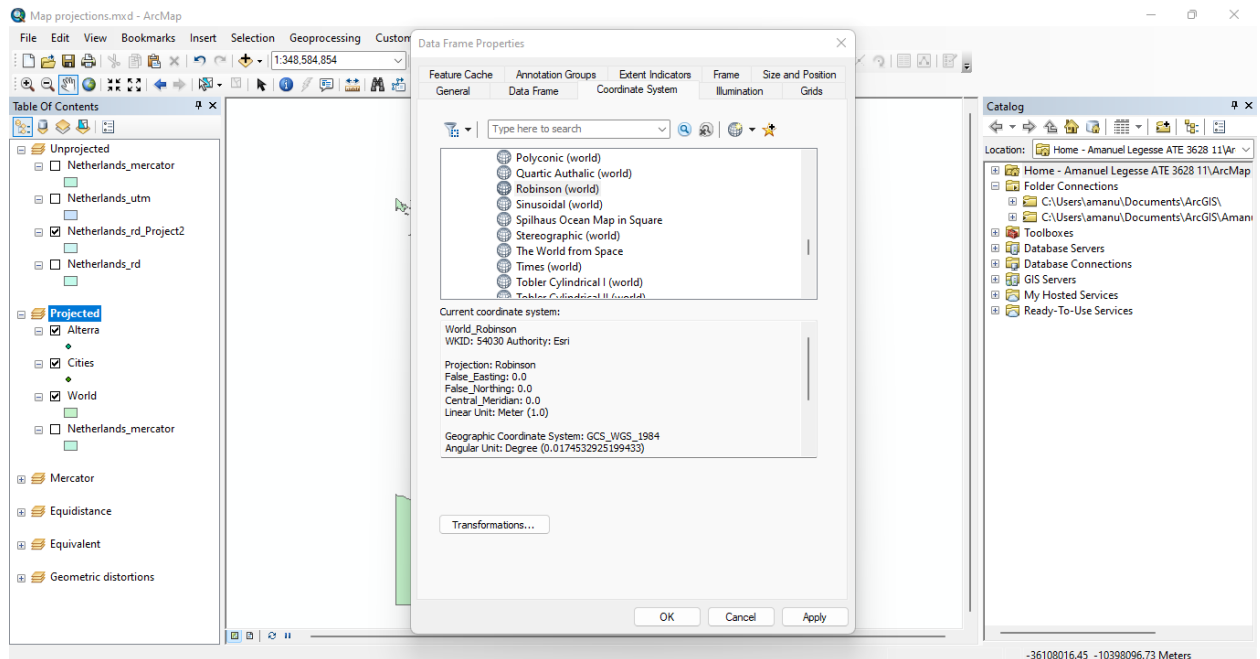 Map projections.mxd - ArcMap
File Edit View Bookmarks Insert Selection Geoprocessing Custom
1:348,584,854
Table Of Contents
Unprojected
Netherlands_mercator
Netherlands_utm
Netherlands_rd_Project2
Netherlands_rd
Projected
Alterra
Cities
World
Netherlands_mercator
Mercator
Equidistance
Equivalent
Geometric distortions
Data Frame Properties
Feature Cache Annotation Groups Extent Indicators Frame Size and Position
General Data Frame Coordinate System Illumination Grids
Type here to search
Polyconic (world)
Quartic Authalic (world)
Robinson (world)
Sinusoidal (world)
Spilhaus Ocean Map in Square
Stereographic (world)
The World from Space
Times (world)
Tobler Cylindrical I (world)
Tobler Cylindrical II (world)
Current coordinate system:
World_Robinson
WKID: 54030 Authority: Esri
Projection: Robinson
False_Easting: 0.0
False_Northing: 0.0
Central_Meridian: 0.0
Linear Unit: Meter (1.0)
Geographic Coordinate System: GCS_WGS_1984
Angular Unit: Degree (0.0174532925199433)
Transformations...
OK Cancel Apply
Catalog
Location: Home - Amanuel Legesse ATE 3628 11\Ar
Home - Amanuel Legesse ATE 3628 11\ArcMap
Folder Connections
C:\Users\amanu\Documents\ArcGIS\
C:\Users\amanu\Documents\ArcGIS\Amanu
Toolboxes
Database Servers
Database Connections
GIS Servers
My Hosted Services
Ready-To-Use Services
-36108016.45 -10398096.73 Meters